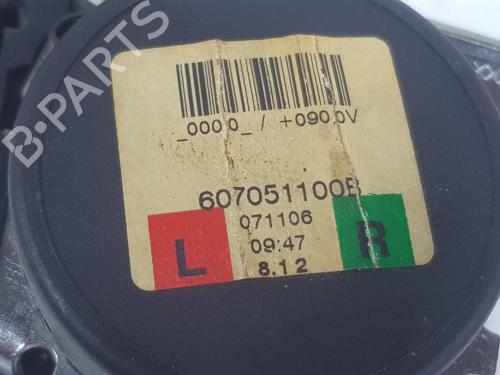 B-PARTS
_000.0_ / +090.0V
607051100B
071106
L
R
09:47
8.12